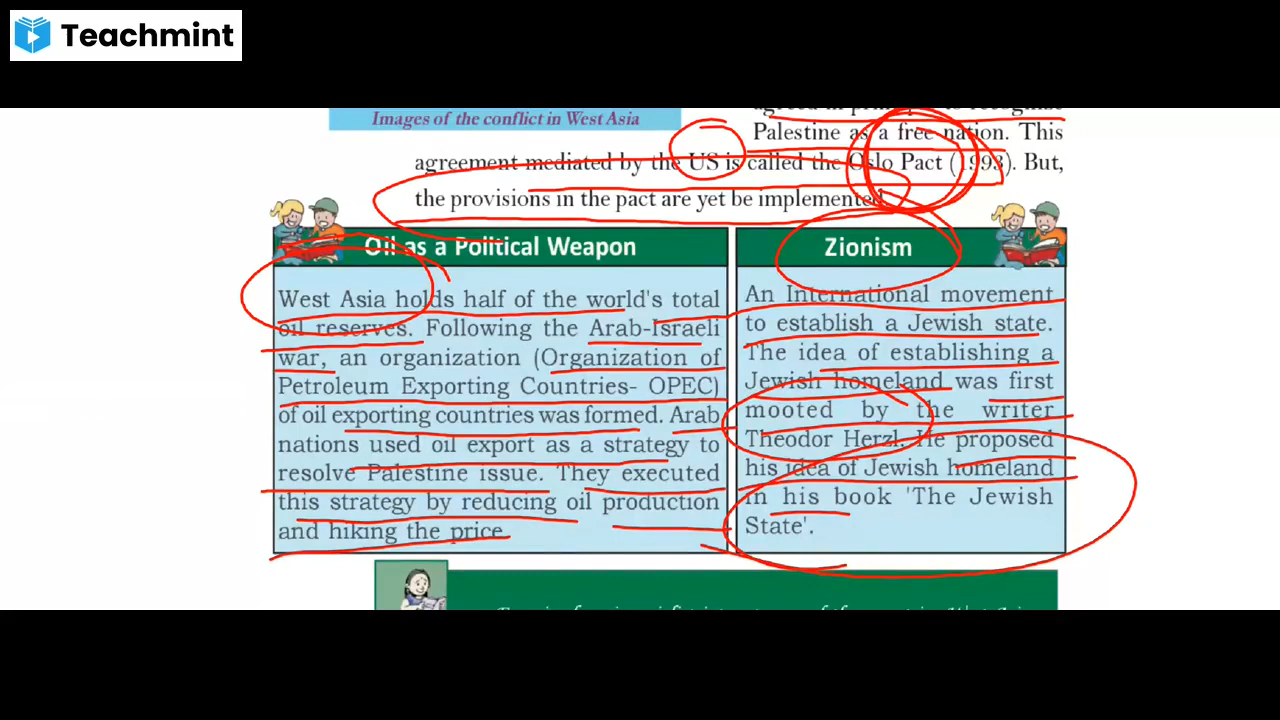 Teachmint
agreed in principle to recognize
Images of the conflict in West Asia
Palestine as a free nation. This
agreement mediated by the US is called the Oslo Pact (1993). But,
the provisions in the pact are yet be implemented.
Oil as a Political Weapon
West Asia holds half of the world's total
oil reserves. Following the Arab-Israeli
war, an organization (Organization of
Petroleum Exporting Countries- OPEC)
of oil exporting countries was formed. Arab
nations used oil export as a strategy to
resolve Palestine issue. They executed
this strategy by reducing oil production
and hiking the price.
Zionism
An International movement
to establish a Jewish state.
The idea of establishing a
Jewish homeland was first
mooted by the writer
Theodor Herzl. He proposed
his idea of Jewish homeland
in his book 'The Jewish
State'.